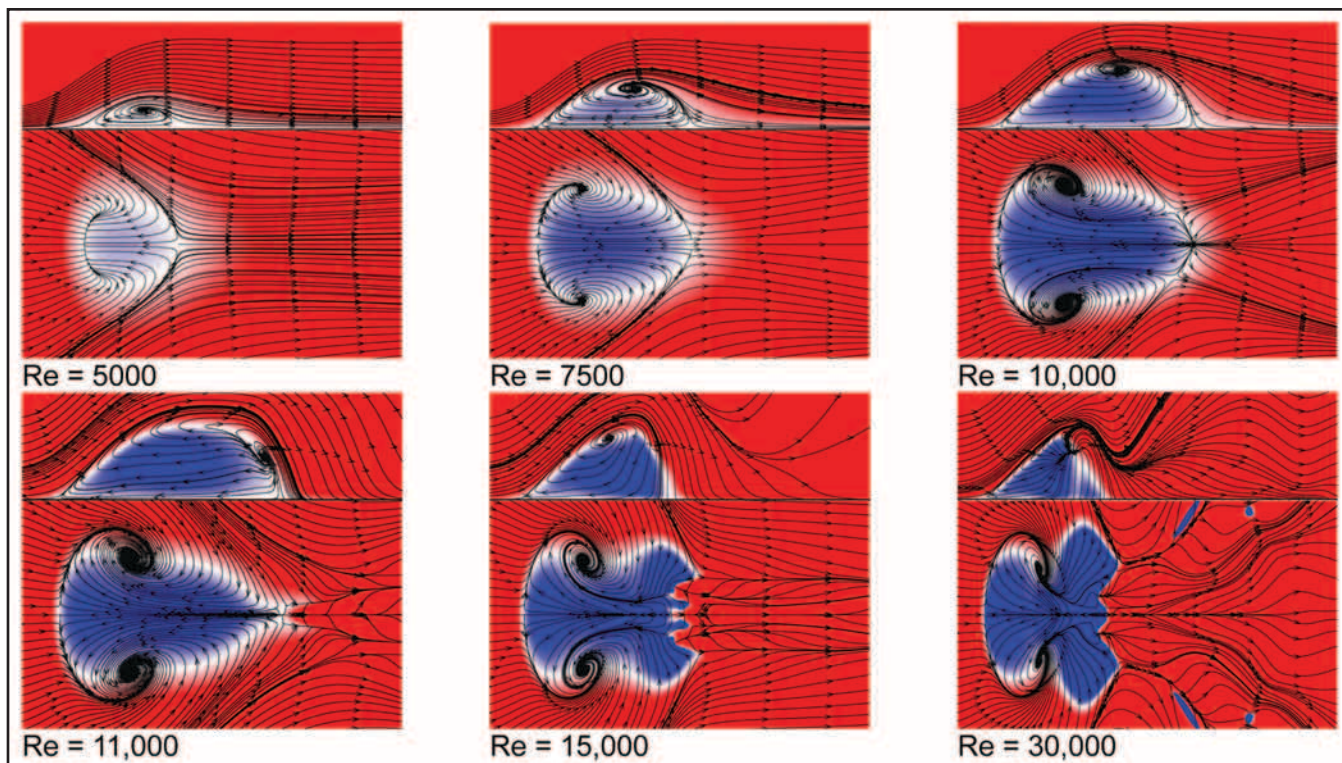 Re = 5000
Re = 7500
Re = 10,000
Re = 11,000
Re = 15,000
Re = 30,000